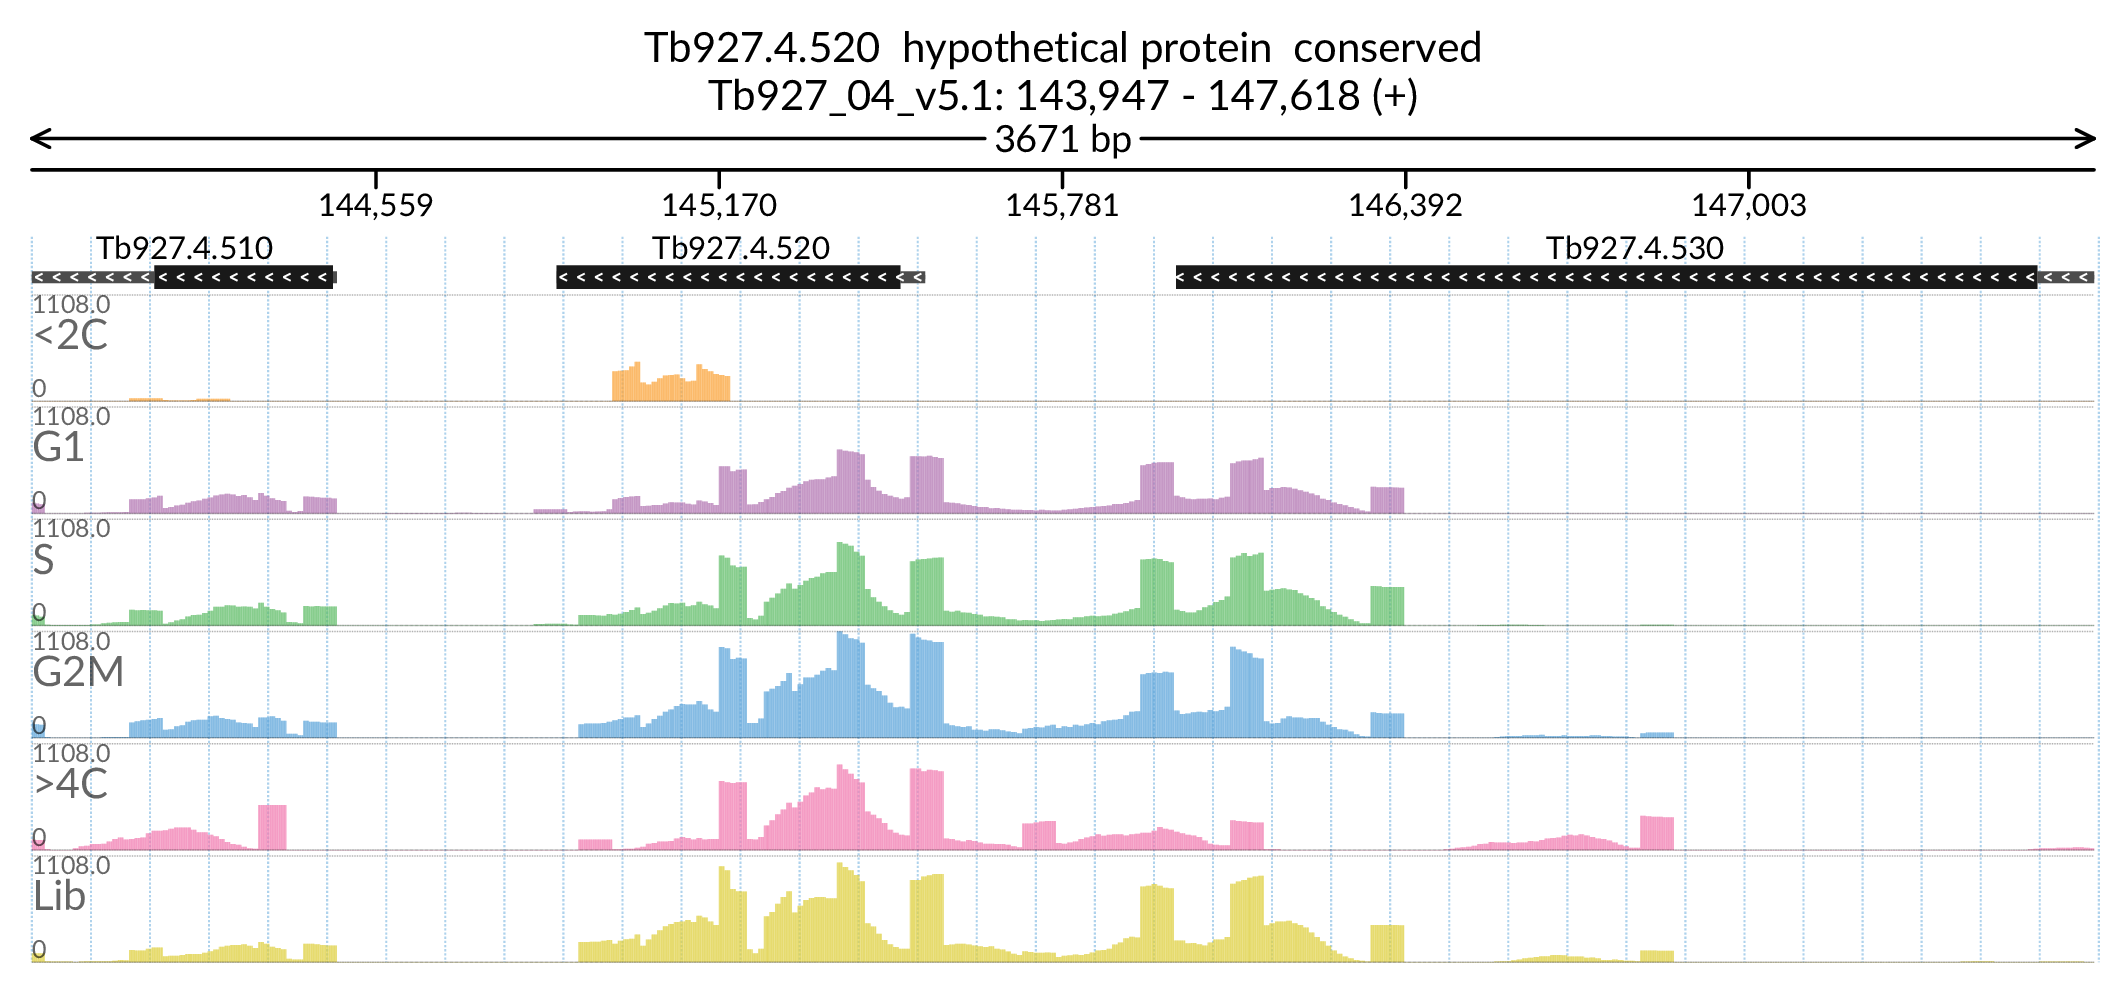 Tb927.4.520  hypothetical protein  conserved
Tb927_04_v5.1: 143,947 - 147,618 (+)
3671 bp
144,559 145,170 145,781 146,392 147,003
Tb927.4.510 Tb927.4.520 Tb927.4.530
1108.0
<2C
0
1108.0
G1
0
1108.0
S
0
1108.0
G2M
0
1108.0
>4C
0
1108.0
Lib
0